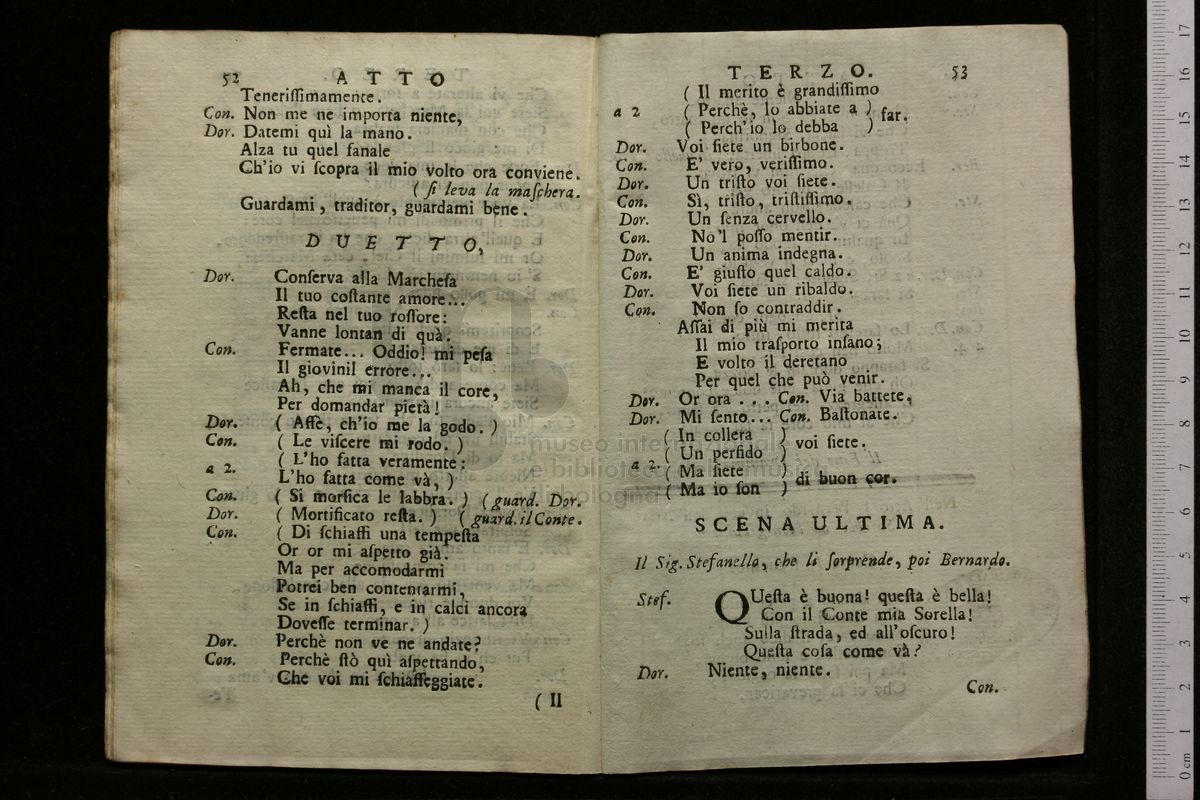 52 ATTO
Teneriſſimamente.
Con. Non me ne importa niente,
Dor. Datemi quì la mano.
Alza tu quel fanale
Ch'io vi ſcopra il mio volto ora conviene.
( ſi leva la maſchera.
Guardami, traditor, guardami bene.
DUETTO,
Dor. Conſerva alla Marcheſa
Il tuo coſtante amore...
Reſta nel tuo roſſore:
Vanne lontan di quà.
Con. Fermate... Oddio! mi peſa
Il giovinil errore...
Ah, che mi manca il core,
Per domandar pietà!
Dor. ( Affè, ch'io me la godo. )
Con. ( Le viſcere mi rodo. )
a 2. ( L'ho fatta veramente:
L'ho fatta come và, )
Con. ( Si morſica le labbra. ) ( guard. Dor.
Dor. ( Mortificato reſta. ) ( guard. il Conte.
Con. ( Di ſchiaffi una tempeſta
Or or mi aſpetto già.
Ma per accomodarmi
Potrei ben contentarmi,
Se in ſchiaffi, e in calci ancora
Doveſſe terminar. )
Dor. Perchè non ve ne andate?
Con. Perchè ſtò quì aſpettando,
Che voi mi ſchiaffeggiate.
( Il
TERZO. 53
( Il merito è grandiſſimo
a 2 ( Perchè, lo abbiate a ) far.
( Perch'io lo debba )
Dor. Voi ſiete un birbone.
Con. E' vero, veriſſimo.
Dor. Un triſto voi ſiete.
Con. Sì, triſto, triſtiſſimo.
Dor. Un ſenza cervello.
Con. No'l poſſo mentir.
Dor. Un anima indegna.
Con. E' giuſto quel caldo.
Dor. Voi ſiete un ribaldo.
Con. Non ſo contraddir.
Aſſai di più mi merita
Il mio traſporto inſano;
E volto il deretano
Per quel che può venir.
Dor. Or ora ... Con. Via battete,
Dor. Mi ſento... Con. Baſtonate.
( In collera ) voi ſiete.
( Un perfido )
a 2. ( Ma ſiete ) di buon cor.
( Ma io ſon )
SCENA ULTIMA.
Il Sig. Stefanello, che li ſorprende, poi Bernardo.
Stef. QUeſta è buona! queſta è bella!
Con il Conte mia Sorella!
Sulla ſtrada, ed all'oſcuro!
Queſta coſa come và?
Dor. Niente, niente.
Con.